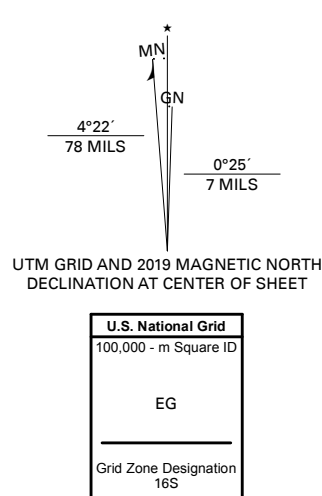 ★
MN
GN
4°22´
78 MILS
0°25´
7 MILS
UTM GRID AND 2019 MAGNETIC NORTH
DECLINATION AT CENTER OF SHEET
U.S. National Grid
100,000 - m Square ID
EG
Grid Zone Designation
16S